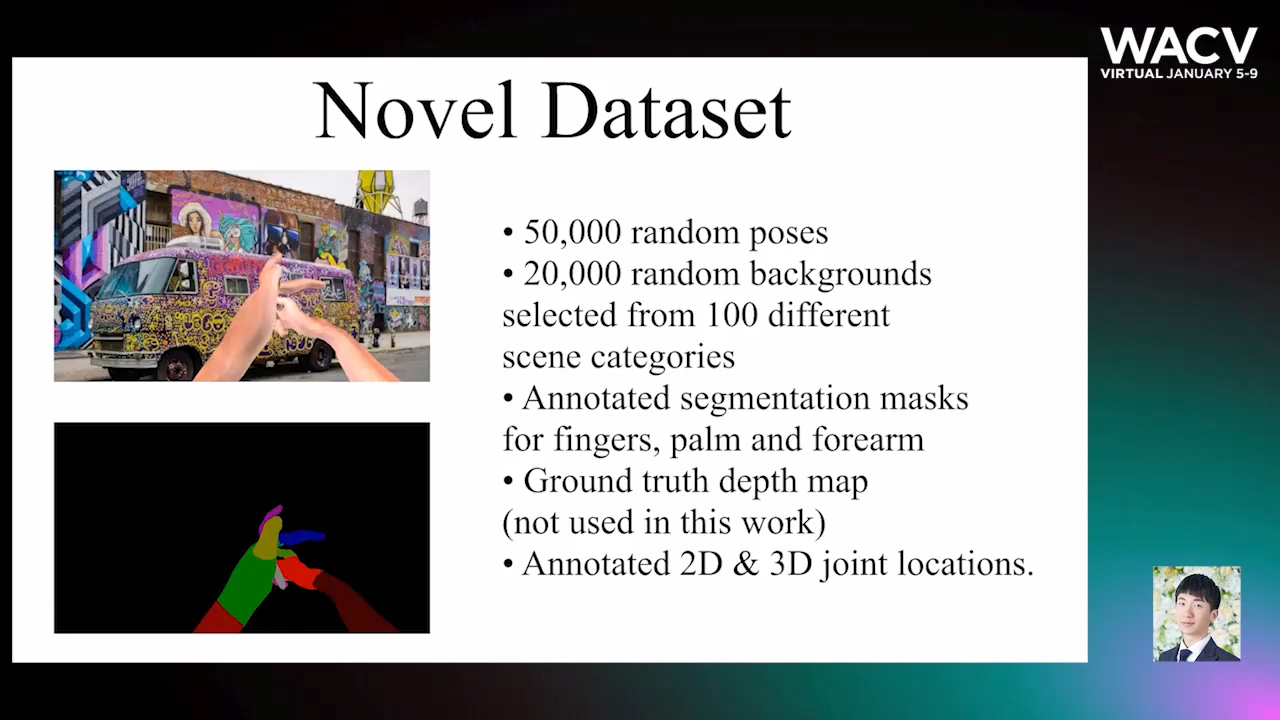 WACV
VIRTUAL JANUARY 5-9
Novel Dataset
• 50,000 random poses
• 20,000 random backgrounds
selected from 100 different
scene categories
• Annotated segmentation masks
for fingers, palm and forearm
• Ground truth depth map
(not used in this work)
• Annotated 2D & 3D joint locations.